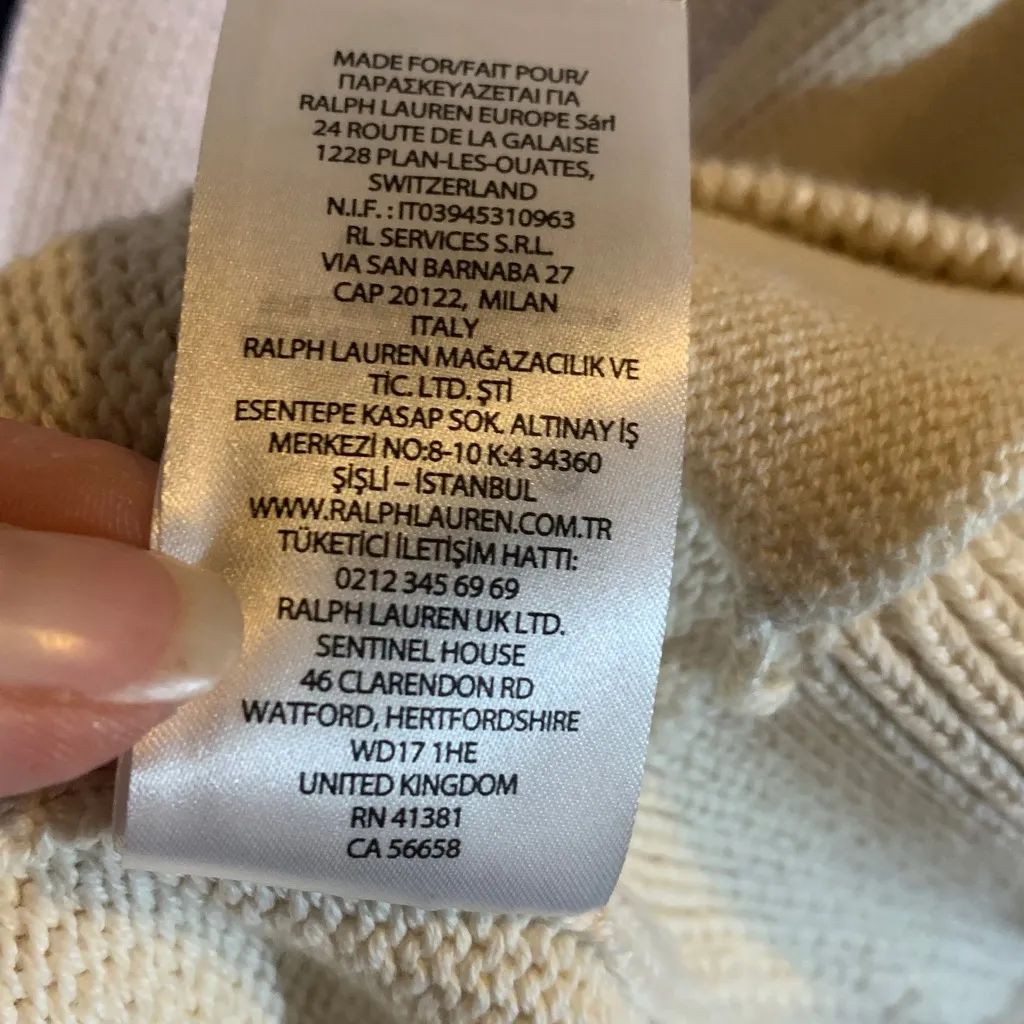 MADE FOR/FAIT POUR/
ΠΑΡΑΣΚΕΥΑΖΕΤΑΙ ΓΙΑ
RALPH LAUREN EUROPE Sárl
24 ROUTE DE LA GALAISE
1228 PLAN-LES-OUATES,
SWITZERLAND
N.I.F. : IT03945310963
RL SERVICES S.R.L.
VIA SAN BARNABA 27
CAP 20122, MILAN
ITALY
RALPH LAUREN MAĞAZACILIK VE
TİC. LTD. ŞTİ
ESENTEPE KASAP SOK. ALTINAY İŞ
MERKEZİ NO:8-10 K:4 34360
ŞİŞLİ – İSTANBUL
WWW.RALPHLAUREN.COM.TR
TÜKETİCİ İLETİŞİM HATTI:
0212 345 69 69
RALPH LAUREN UK LTD.
SENTINEL HOUSE
46 CLARENDON RD
WATFORD, HERTFORDSHIRE
WD17 1HE
UNITED KINGDOM
RN 41381
CA 56658